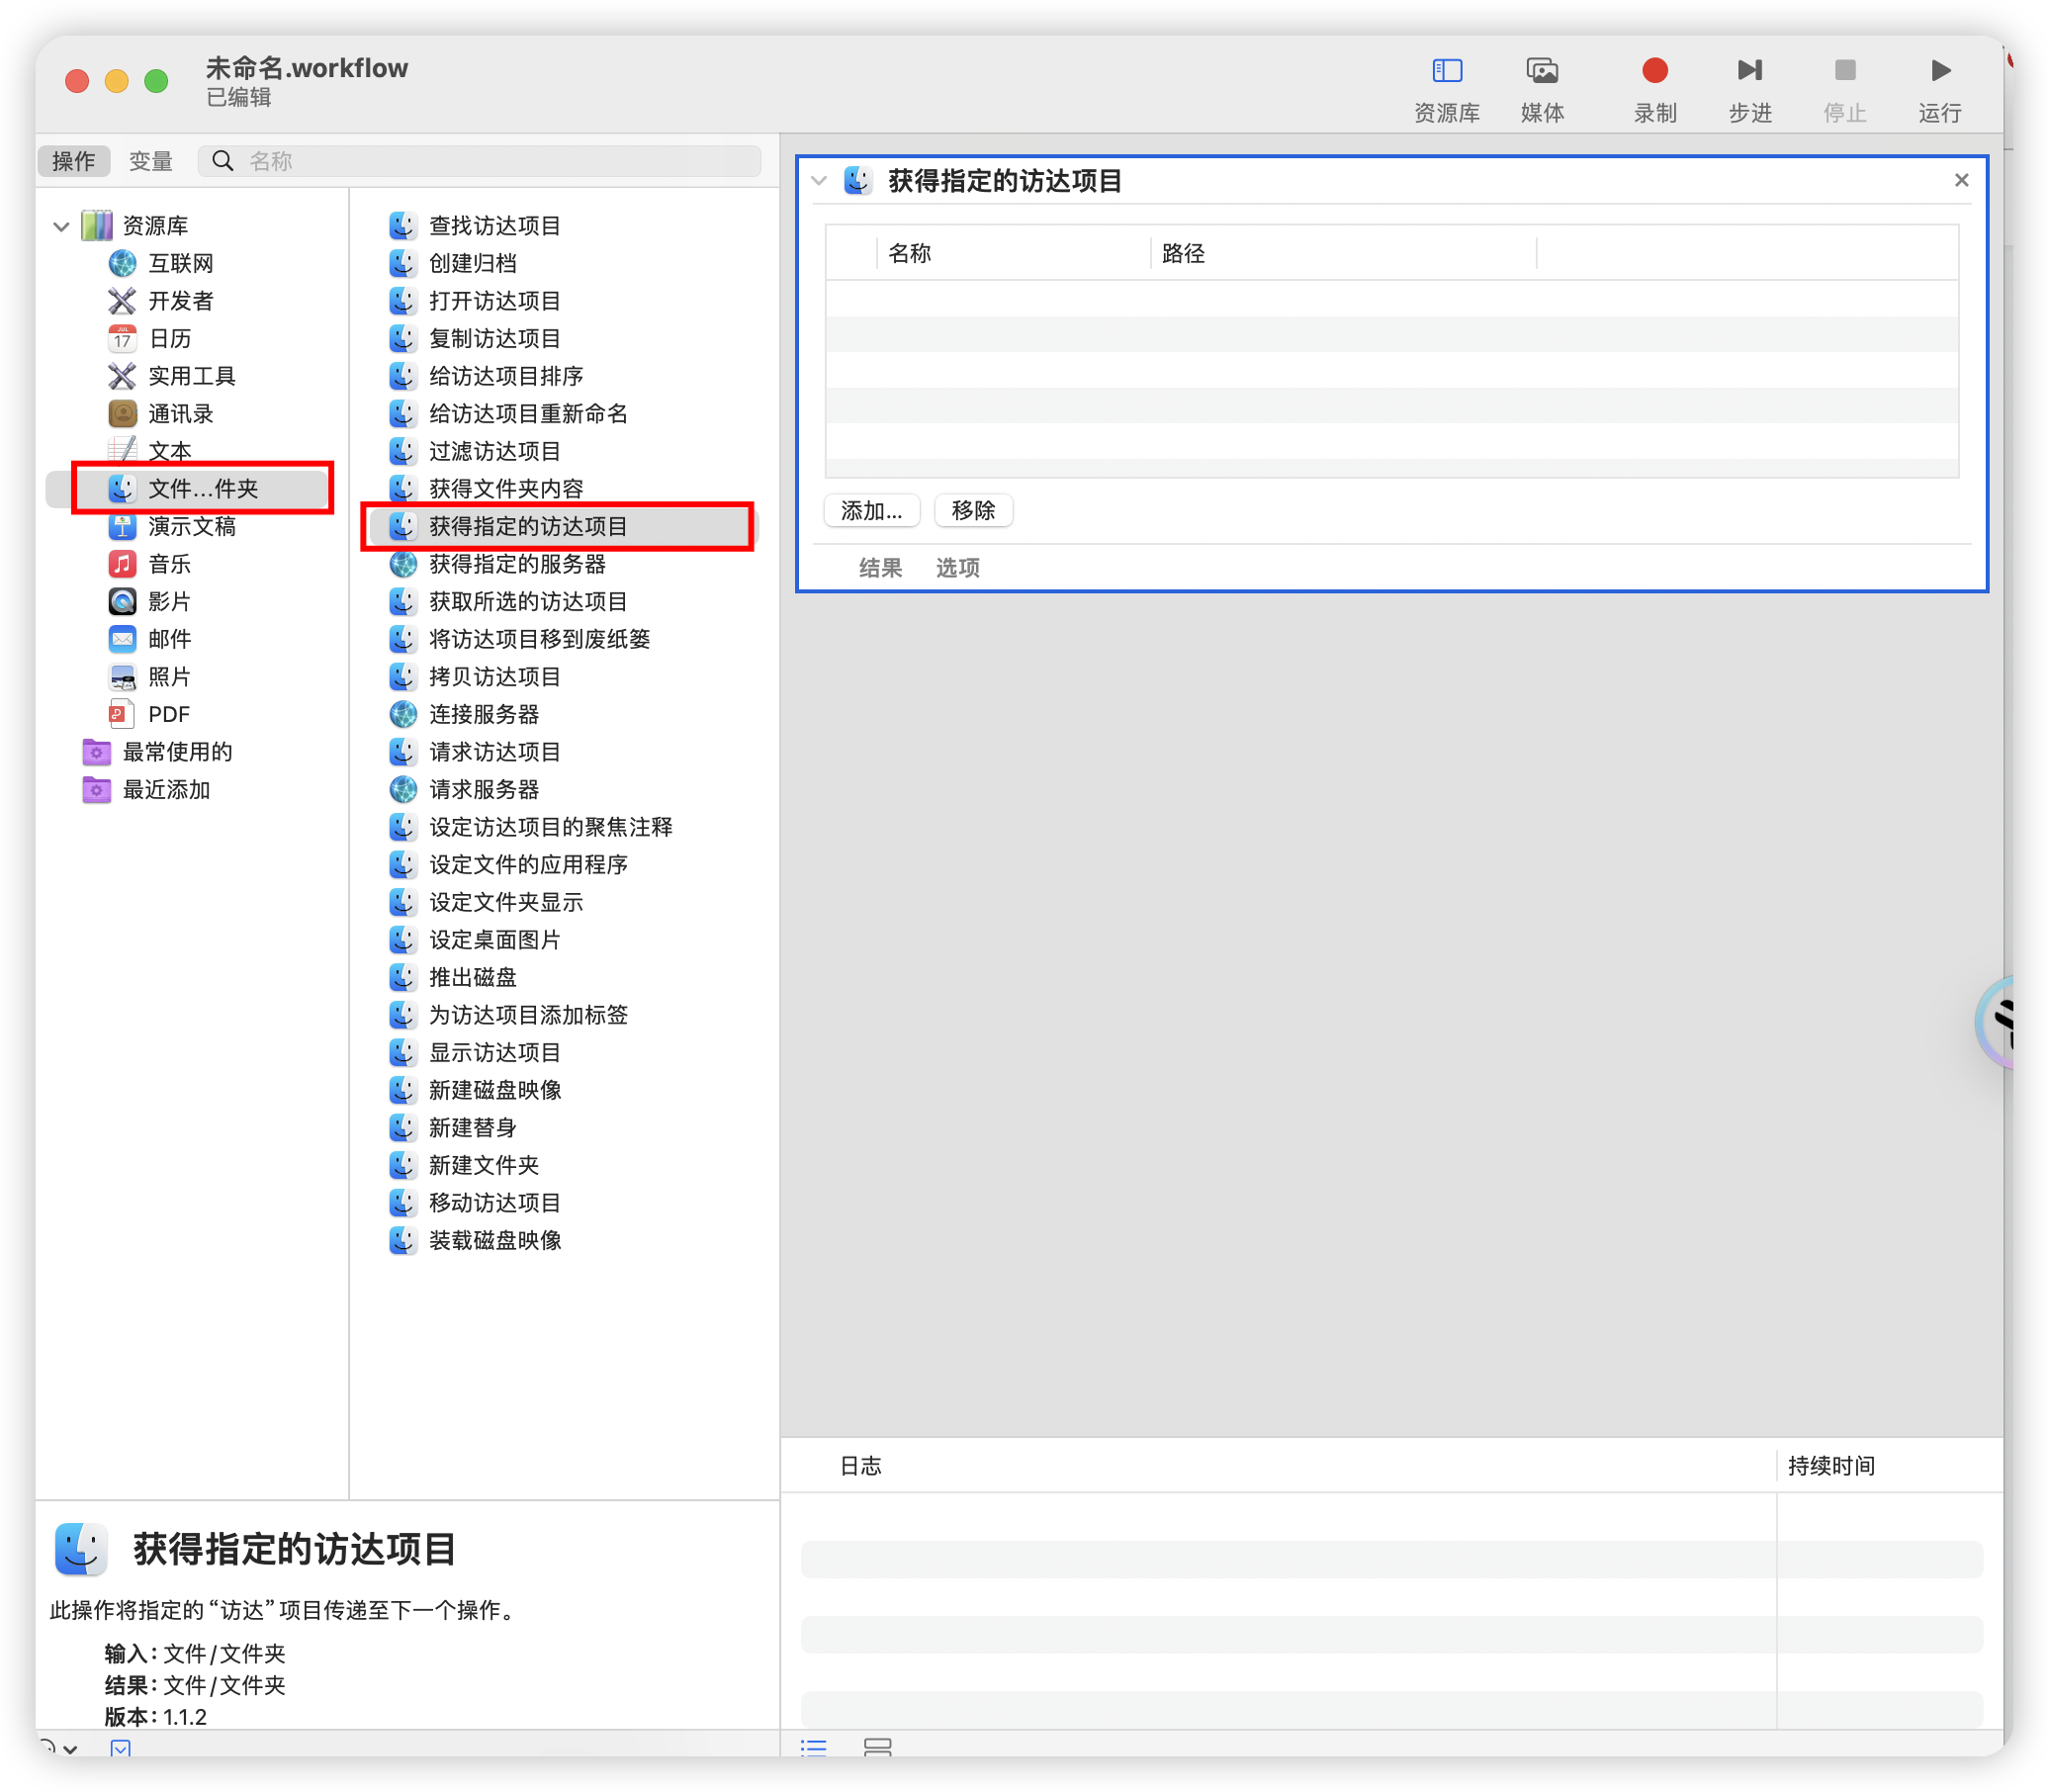 未命名.workflow
已编辑
资源库
媒体
录制
步进
停止
运行
操作
变量
名称
资源库
互联网
开发者
日历
JUL
17
实用工具
通讯录
文本
文件...件夹
演示文稿
音乐
影片
邮件
照片
PDF
最常使用的
最近添加
查找访达项目
创建归档
打开访达项目
复制访达项目
给访达项目排序
给访达项目重新命名
过滤访达项目
获得文件夹内容
获得指定的访达项目
获得指定的服务器
获取所选的访达项目
将访达项目移到废纸篓
拷贝访达项目
连接服务器
请求访达项目
请求服务器
设定访达项目的聚焦注释
设定文件的应用程序
设定文件夹显示
设定桌面图片
推出磁盘
为访达项目添加标签
显示访达项目
新建磁盘映像
新建替身
新建文件夹
移动访达项目
装载磁盘映像
获得指定的访达项目
名称
路径
添加...
移除
结果
选项
日志
持续时间
获得指定的访达项目
此操作将指定的“访达”项目传递至下一个操作。
输入：文件/文件夹
结果：文件/文件夹
版本：1.1.2